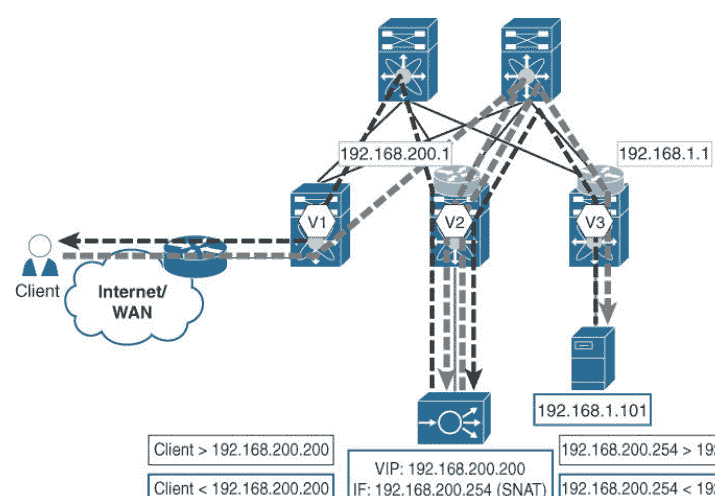 192.168.200.1
192.168.1.1
V1
V2
V3
Client
Internet/
WAN
192.168.1.101
Client > 192.168.200.200
VIP: 192.168.200.200
IF: 192.168.200.254 (SNAT)
192.168.200.254 >
Client < 192.168.200.200
192.168.200.254 <